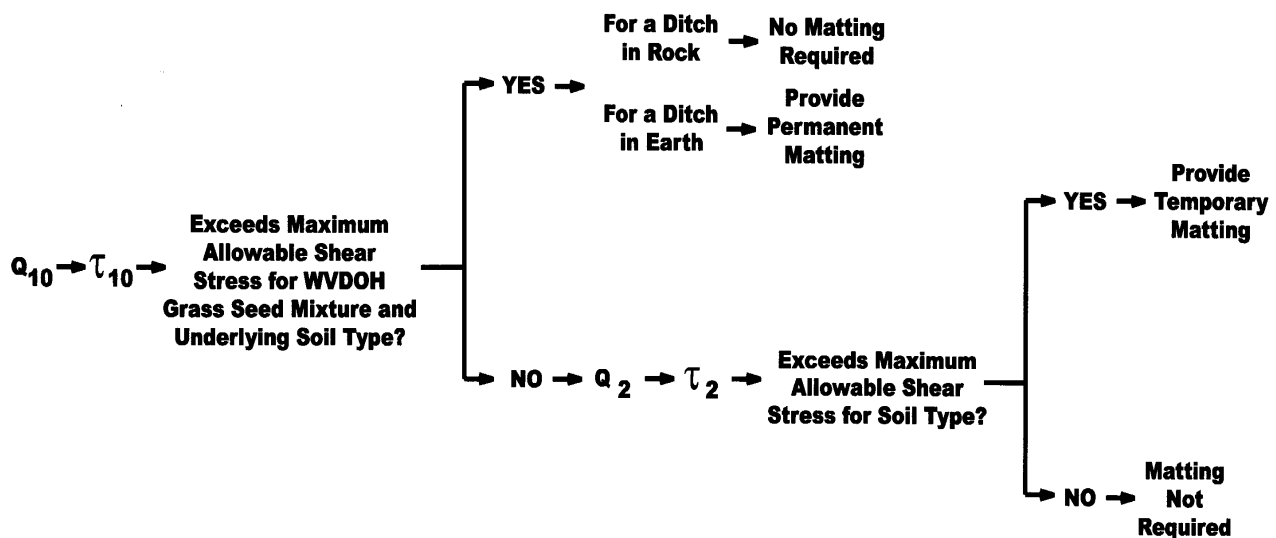 For a Ditch
in Rock
No Matting
Required
YES
For a Ditch
in Earth
Provide
Permanent
Matting
Q10
τ10
Exceeds Maximum
Allowable Shear
Stress for WVDOH
Grass Seed Mixture and
Underlying Soil Type?
NO
Q2
τ2
Exceeds Maximum
Allowable Shear
Stress for Soil Type?
YES
Provide
Temporary
Matting
NO
Matting
Not
Required